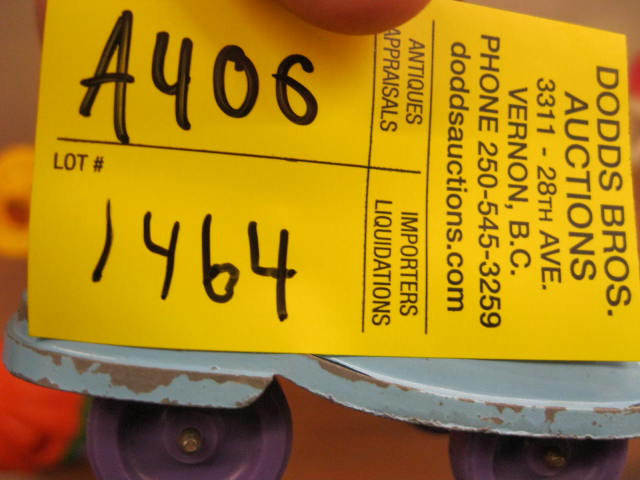 A406
LOT #
1464
ANTIQUES
APPRAISALS
IMPORTERS
LIQUIDATIONS
DODDS BROS.
AUCTIONS
3311 - 28TH AVE.
VERNON, B.C.
PHONE 250-545-3259
doddsauctions.com